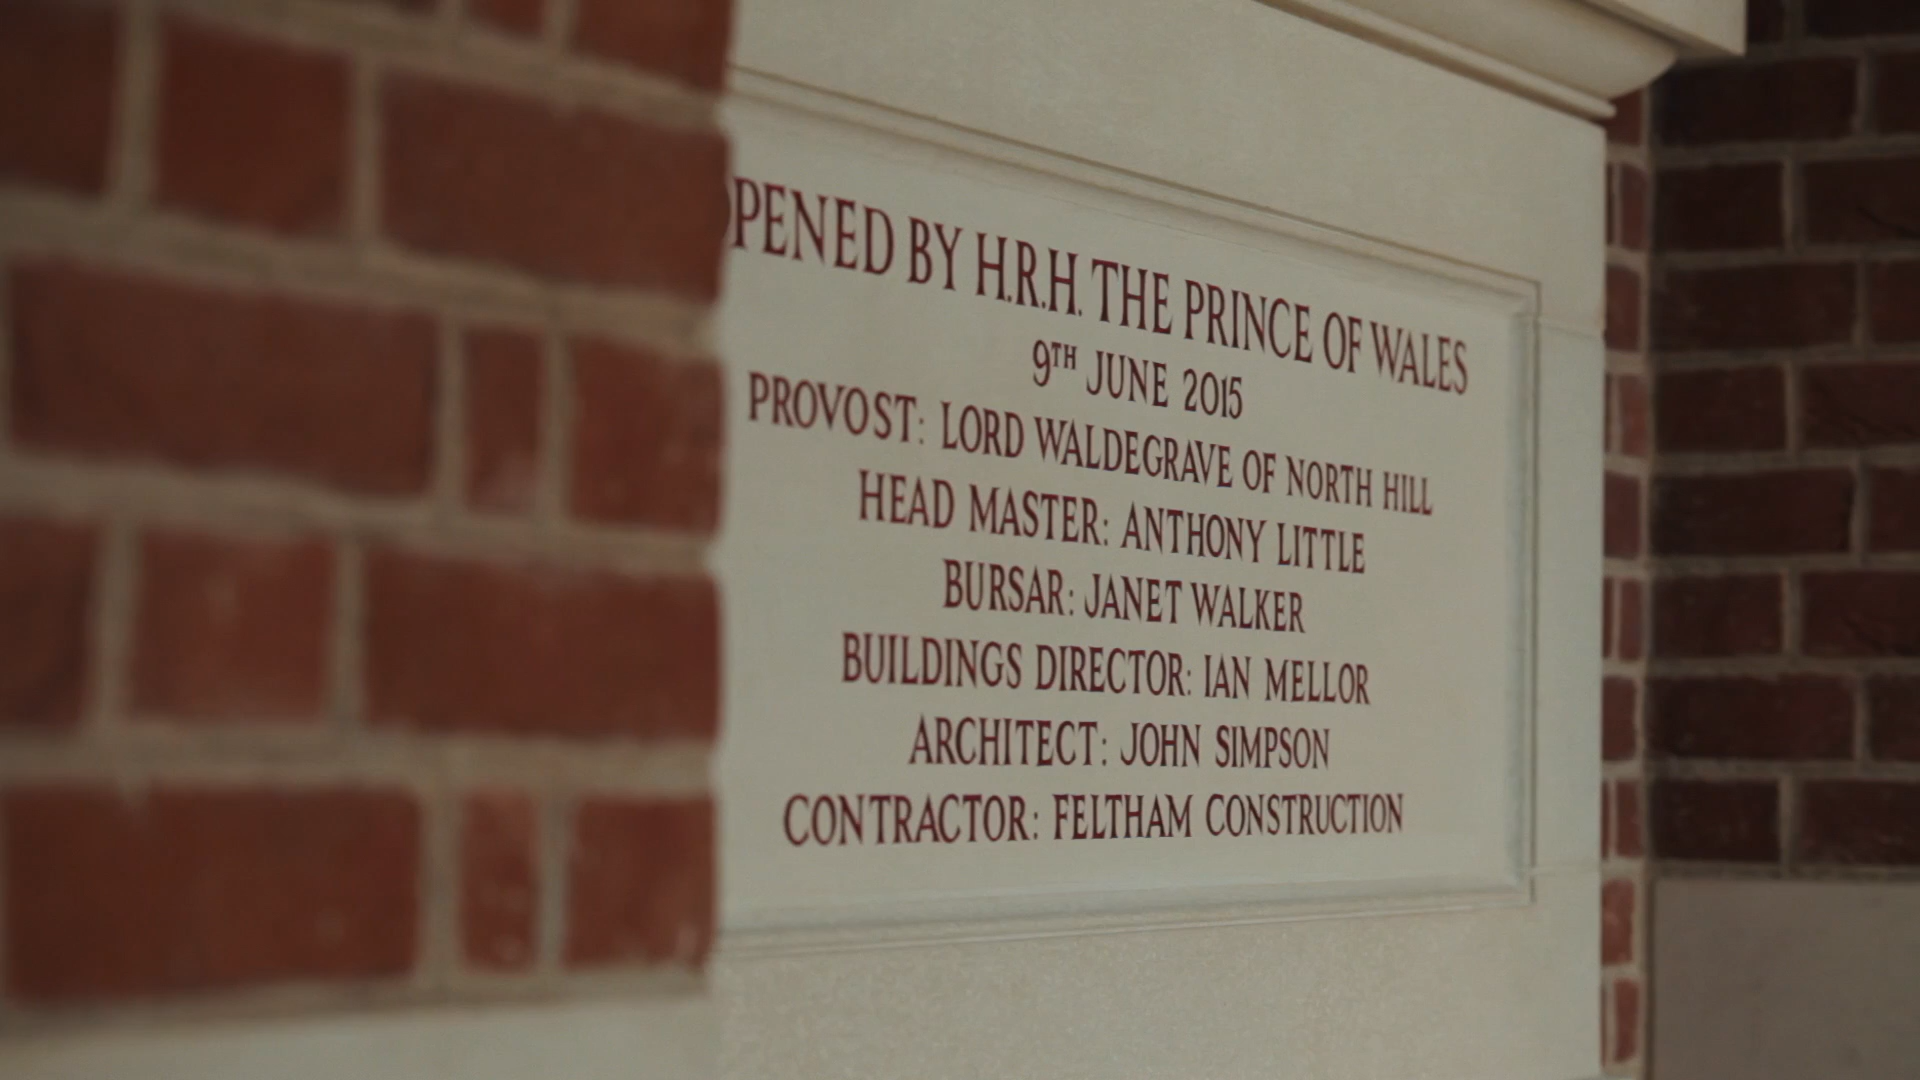 OPENED BY H.R.H. THE PRINCE OF WALES
9TH JUNE 2015
PROVOST: LORD WALDEGRAVE OF NORTH HILL
HEAD MASTER: ANTHONY LITTLE
BURSAR: JANET WALKER
BUILDINGS DIRECTOR: IAN MELLOR
ARCHITECT: JOHN SIMPSON
CONTRACTOR: FELTHAM CONSTRUCTION